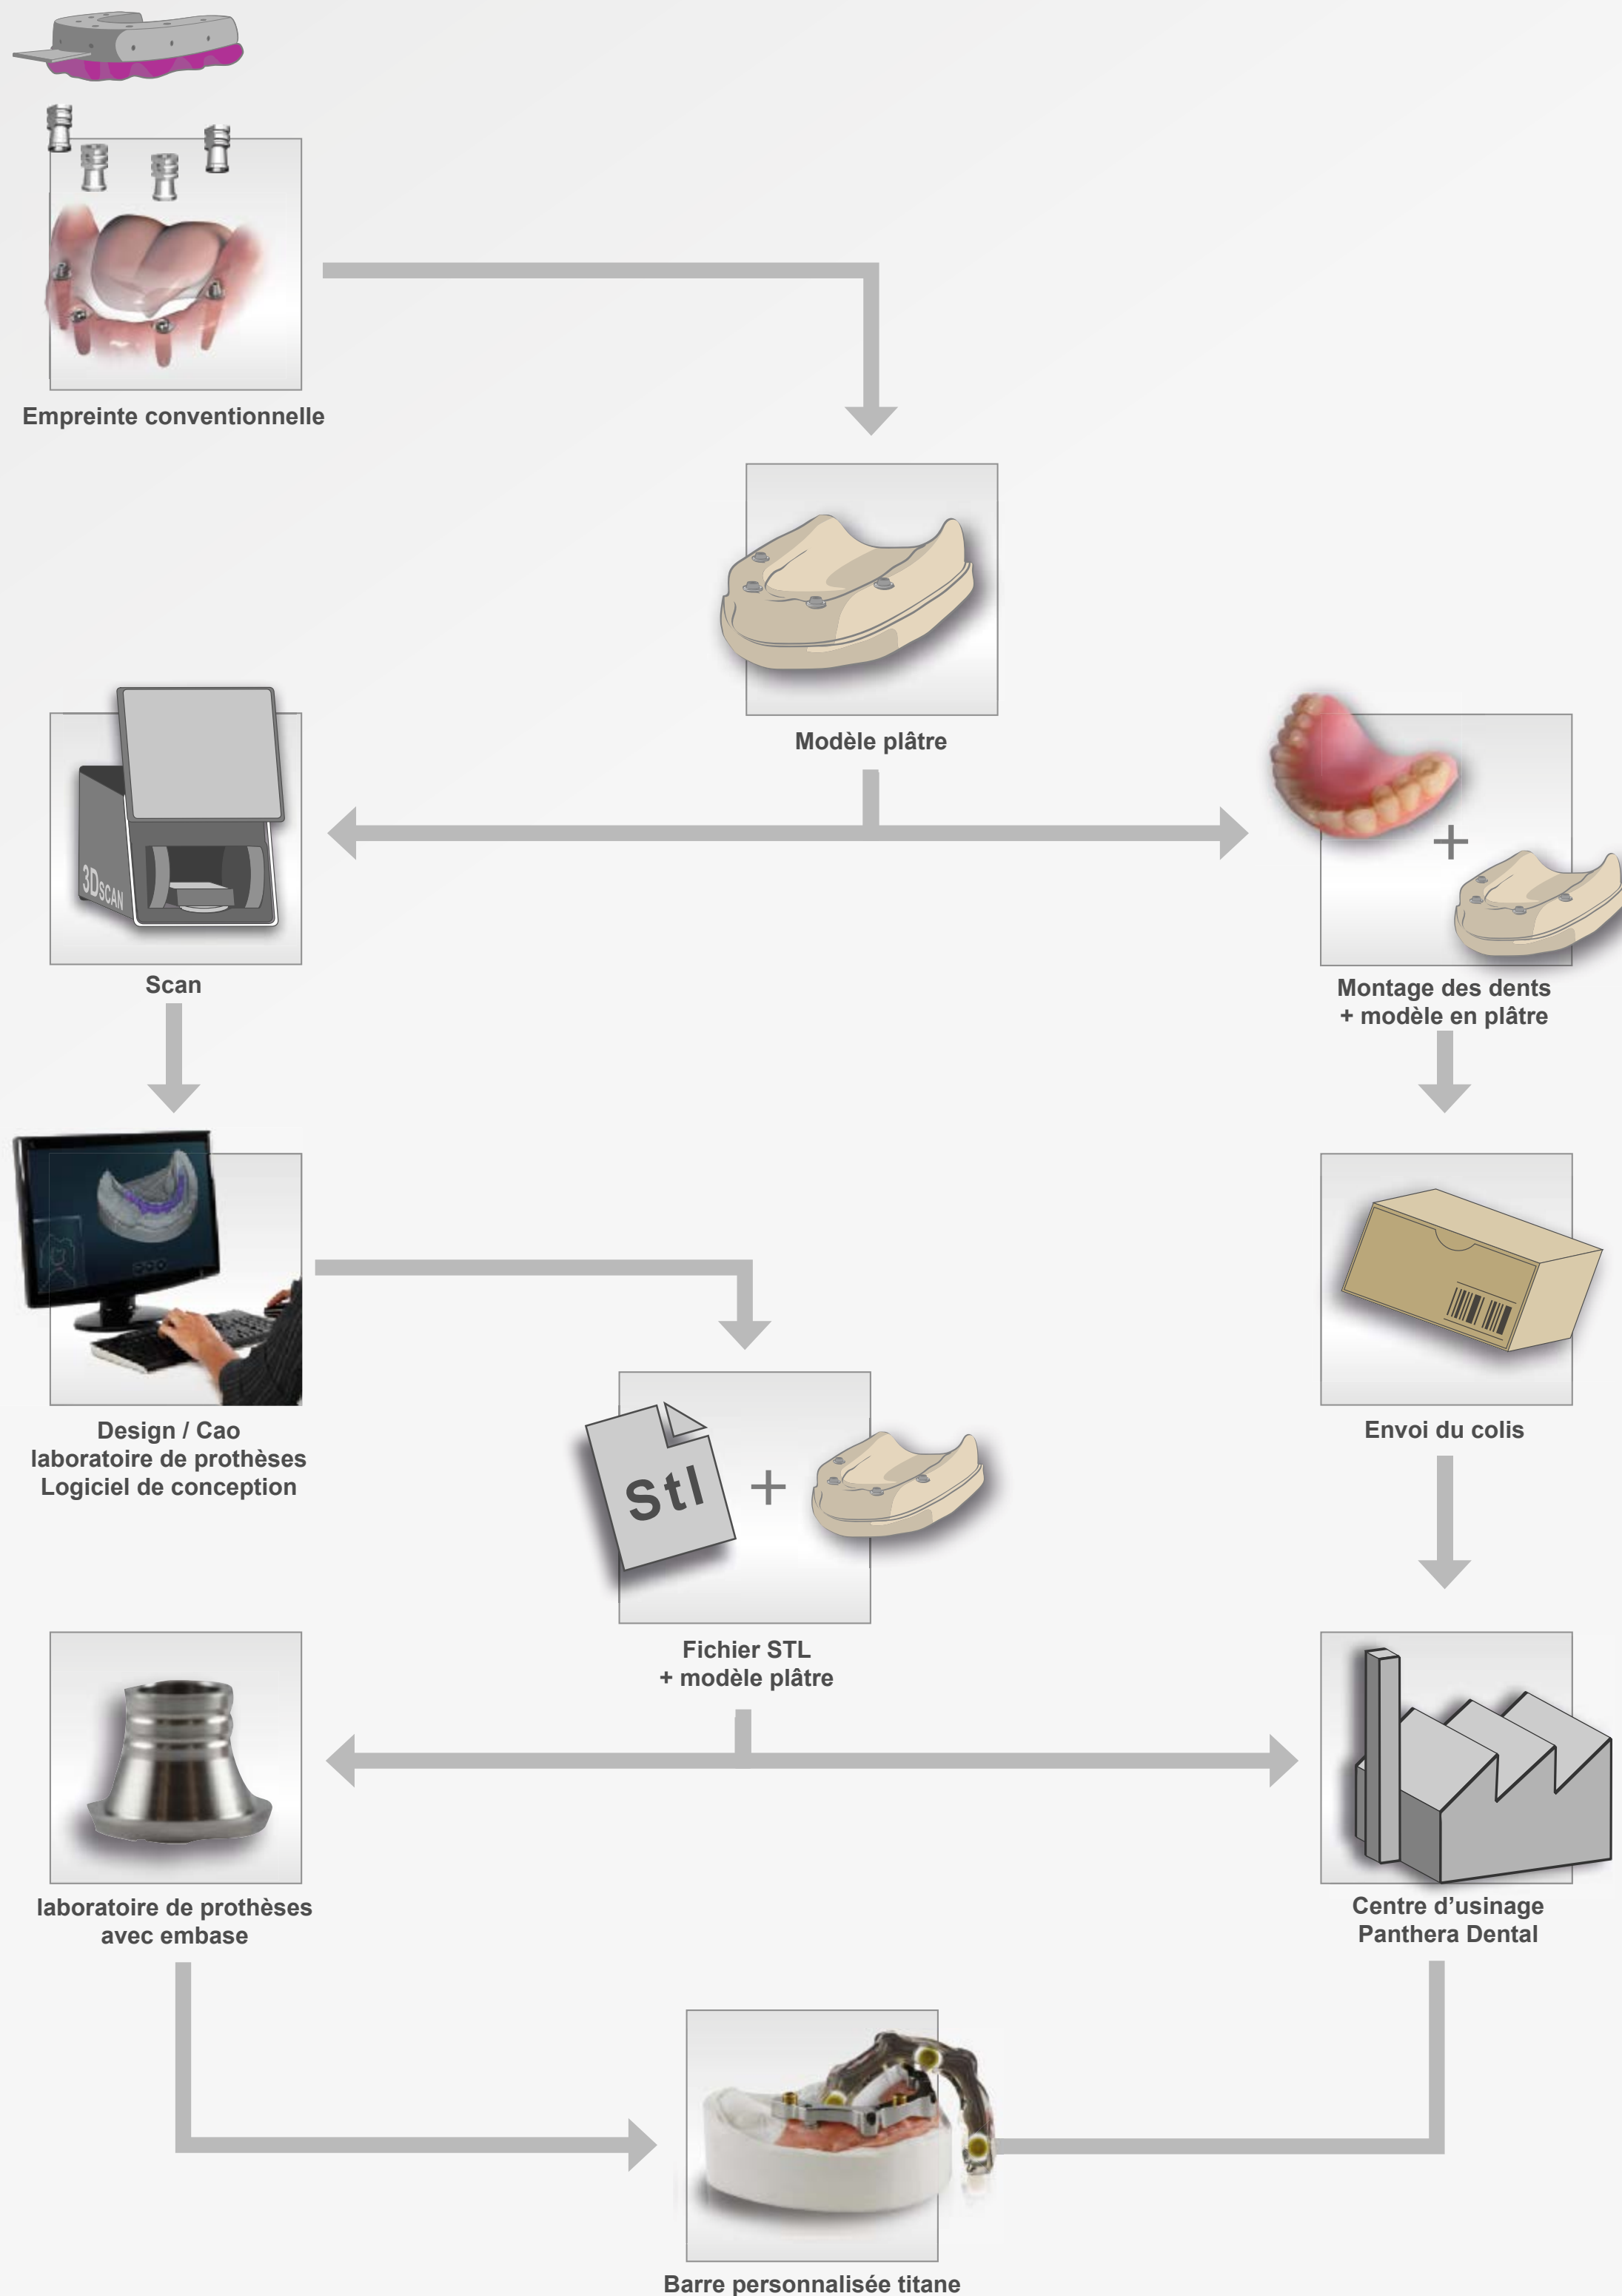 Empreinte conventionnelle
Modèle plâtre
3DSCAN
Scan
+
Montage des dents
+ modèle en plâtre
Design / Cao
laboratoire de prothèses
Logiciel de conception
Envoi du colis
Stl +
Fichier STL
+ modèle plâtre
laboratoire de prothèses
avec embase
Centre d’usinage
Panthera Dental
Barre personnalisée titane